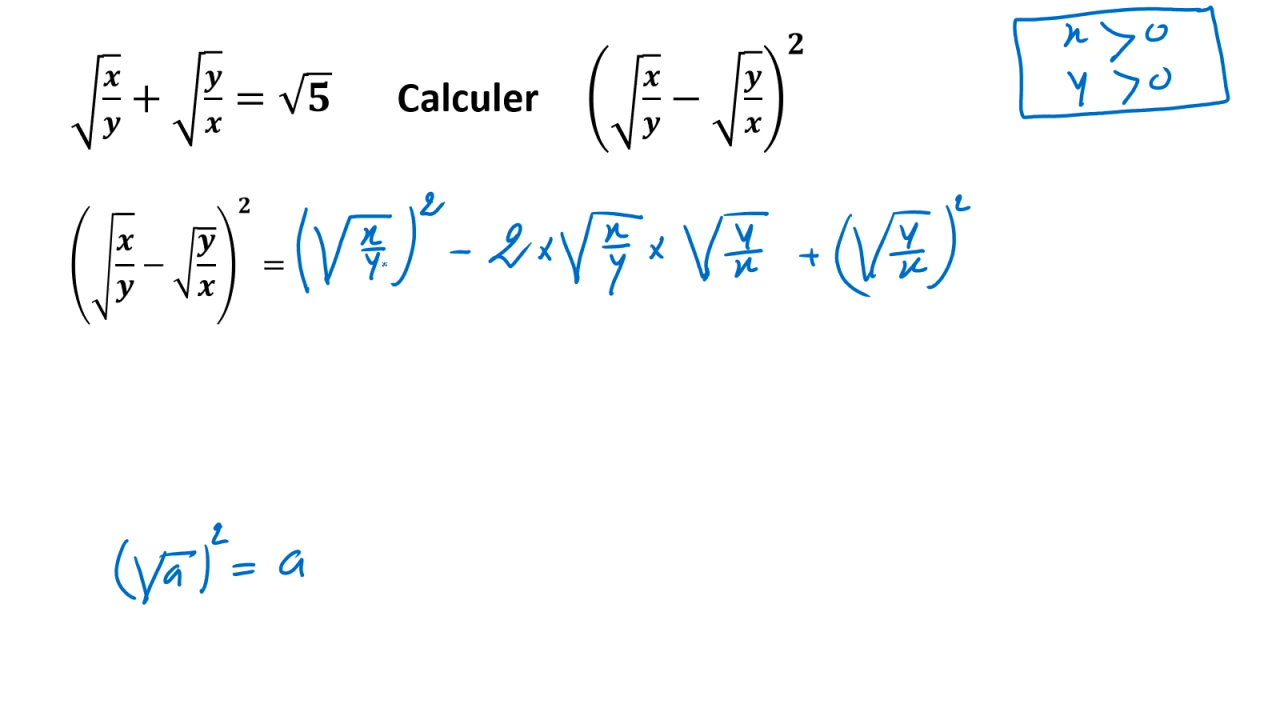 √(x/y) + √(y/x) = √5 Calculer (√(x/y) − √(y/x))²
x > 0
y > 0
(√(x/y) − √(y/x))² = (√(x/y))² − 2 × √(x/y) × √(y/x) + (√(y/x))²
(√a)² = a